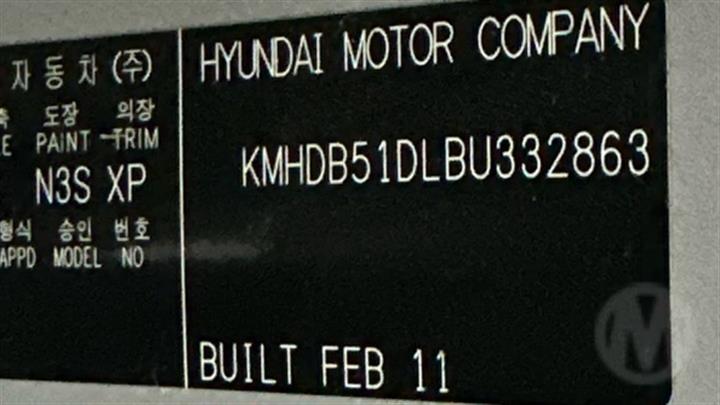 자동차(주)
도장 의장
PAINT TRIM
N3S XP
형식 승인 번호
APPD MODEL NO
HYUNDAI MOTOR COMPANY
KMHDB51DLBU332863
BUILT FEB 11
M